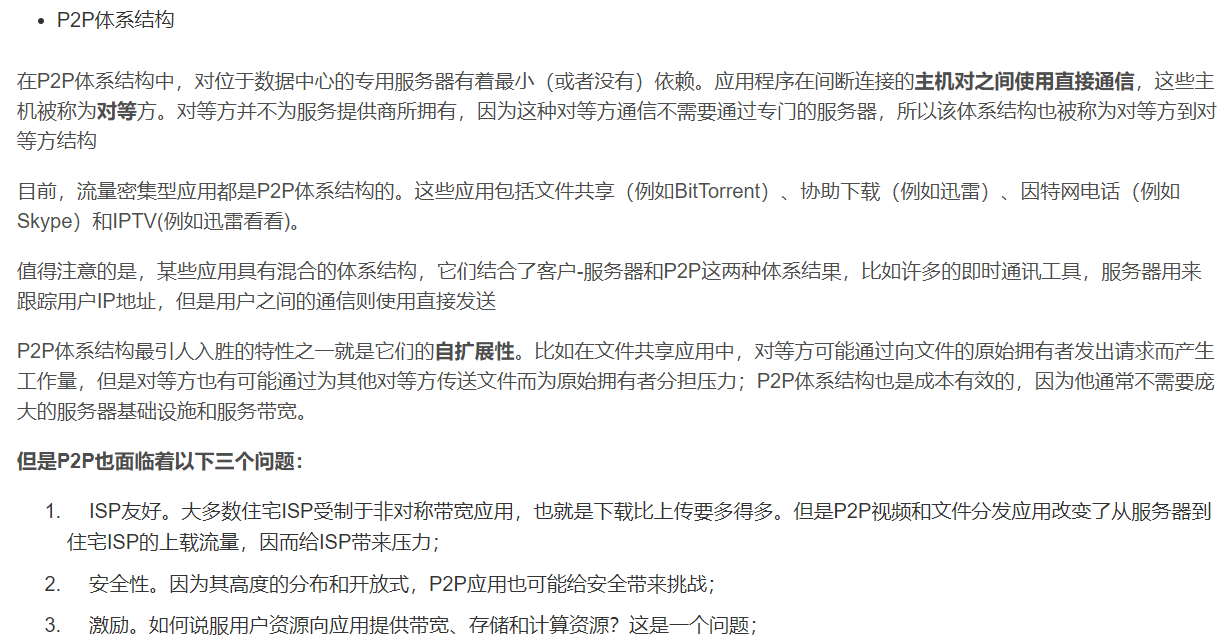 • P2P体系结构
在P2P体系结构中，对位于数据中心的专用服务器有着最小（或者没有）依赖。应用程序在间断连接的主机对之间使用直接通信，这些主
机被称为对等方。对等方并不为服务提供商所拥有，因为这种对等方通信不需要通过专门的服务器，所以该体系结构也被称为对等方到对
等方结构
目前，流量密集型应用都是P2P体系结构的。这些应用包括文件共享（例如BitTorrent）、协助下载（例如迅雷）、因特网电话（例如
Skype）和IPTV(例如迅雷看看)。
值得注意的是，某些应用具有混合的体系结构，它们结合了客户-服务器和P2P这两种体系结果，比如许多的即时通讯工具，服务器用来
跟踪用户IP地址，但是用户之间的通信则使用直接发送
P2P体系结构最引人入胜的特性之一就是它们的自扩展性。比如在文件共享应用中，对等方可能通过向文件的原始拥有者发出请求而产生
工作量，但是对等方也有可能通过为其他对等方传送文件而为原始拥有者分担压力；P2P体系结构也是成本有效的，因为他通常不需要庞
大的服务器基础设施和服务带宽。
但是P2P也面临着以下三个问题：
1. ISP友好。大多数住宅ISP受制于非对称带宽应用，也就是下载比上传要多得多。但是P2P视频和文件分发应用改变了从服务器到
住宅ISP的上载流量，因而给ISP带来压力；
2. 安全性。因为其高度的分布和开放式，P2P应用也可能给安全带来挑战；
3. 激励。如何说服用户资源向应用提供带宽、存储和计算资源？这是一个问题；